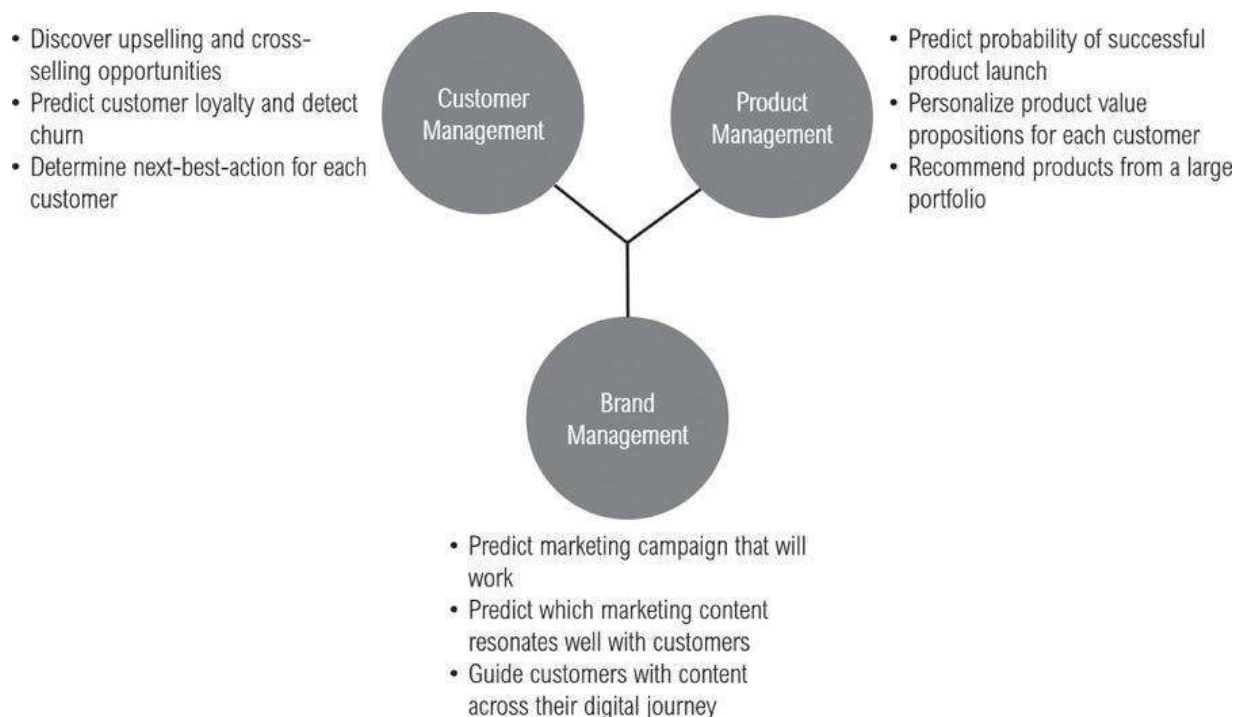 • Discover upselling and cross-
selling opportunities
• Predict customer loyalty and detect
churn
• Determine next-best-action for each
customer
Customer
Management
Product
Management
• Predict probability of successful
product launch
• Personalize product value
propositions for each customer
• Recommend products from a large
portfolio
Brand
Management
• Predict marketing campaign that will
work
• Predict which marketing content
resonates well with customers
• Guide customers with content
across their digital journey